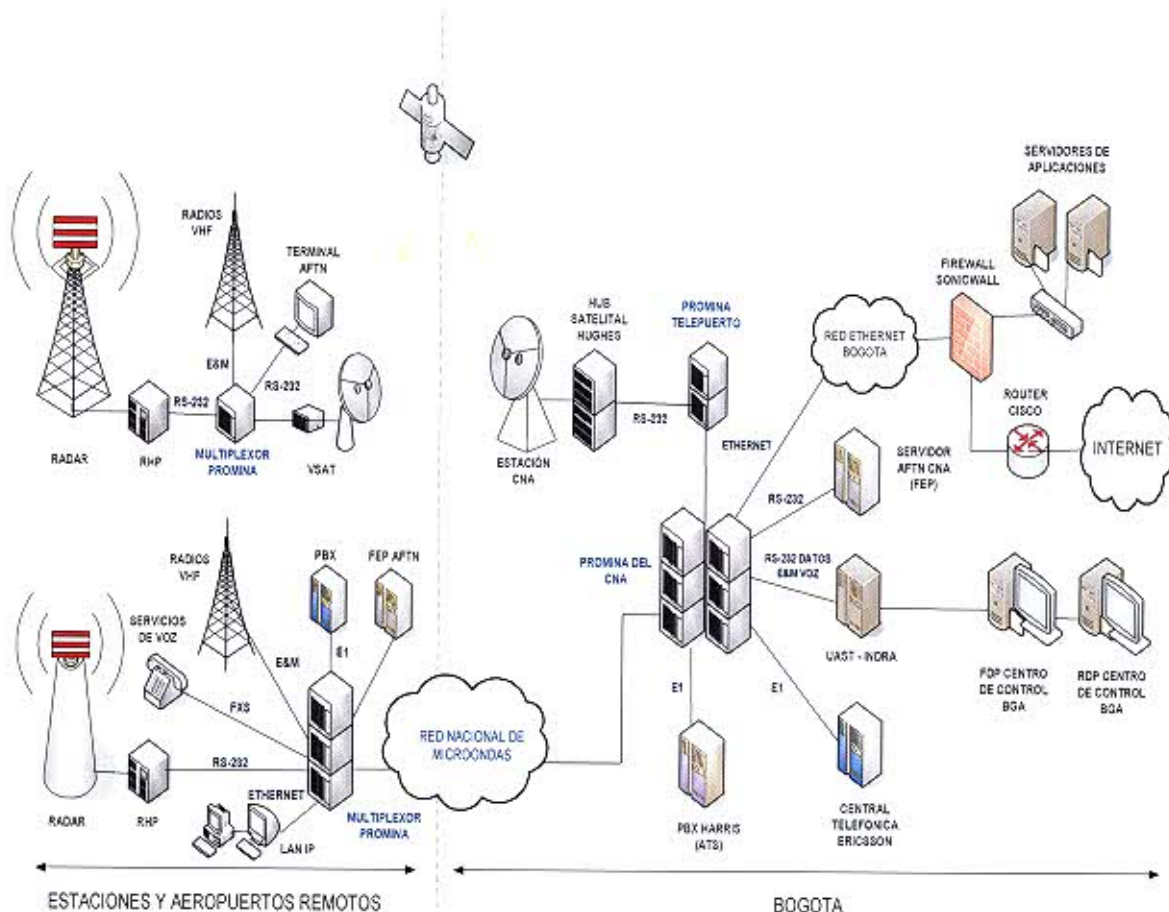 SERVIDORES DE
APLICACIONES
RADIOS
VHF
TERMINAL
AFTN
FIREWALL
SONICWALL
HUB
SATELITAL
HUGHES
PROMINA
TELEPUERTO
RED ETHERNET
BOGOTA
E&M
RS-232
RS-232
RS-232
ROUTER
CISCO
RADAR
RHP
MULTIPLEXOR
PROMINA
VSAT
ESTACIÓN
CNA
ETHERNET
SERVIDOR
AFTN CNA
(FEP)
INTERNET
RS-232
RADIOS
VHF
PBX
FEP AFTN
PROMINA DEL
CNA
RS-232 DATOS
E&M VOZ
SERVICIOS
DE VOZ
E&M
E1
UAST - INDRA
FDP CENTRO
DE CONTROL
BGA
RDP CENTRO
DE CONTROL
BGA
FXS
E1
E1
RED NACIONAL DE
MICROONDAS
RS-232
ETHERNET
RADAR
RHP
LAN IP
MULTIPLEXOR
PROMINA
PBX HARRIS
(ATS)
CENTRAL
TELEFONICA
ERICSSON
ESTACIONES Y AEROPUERTOS REMOTOS
BOGOTA